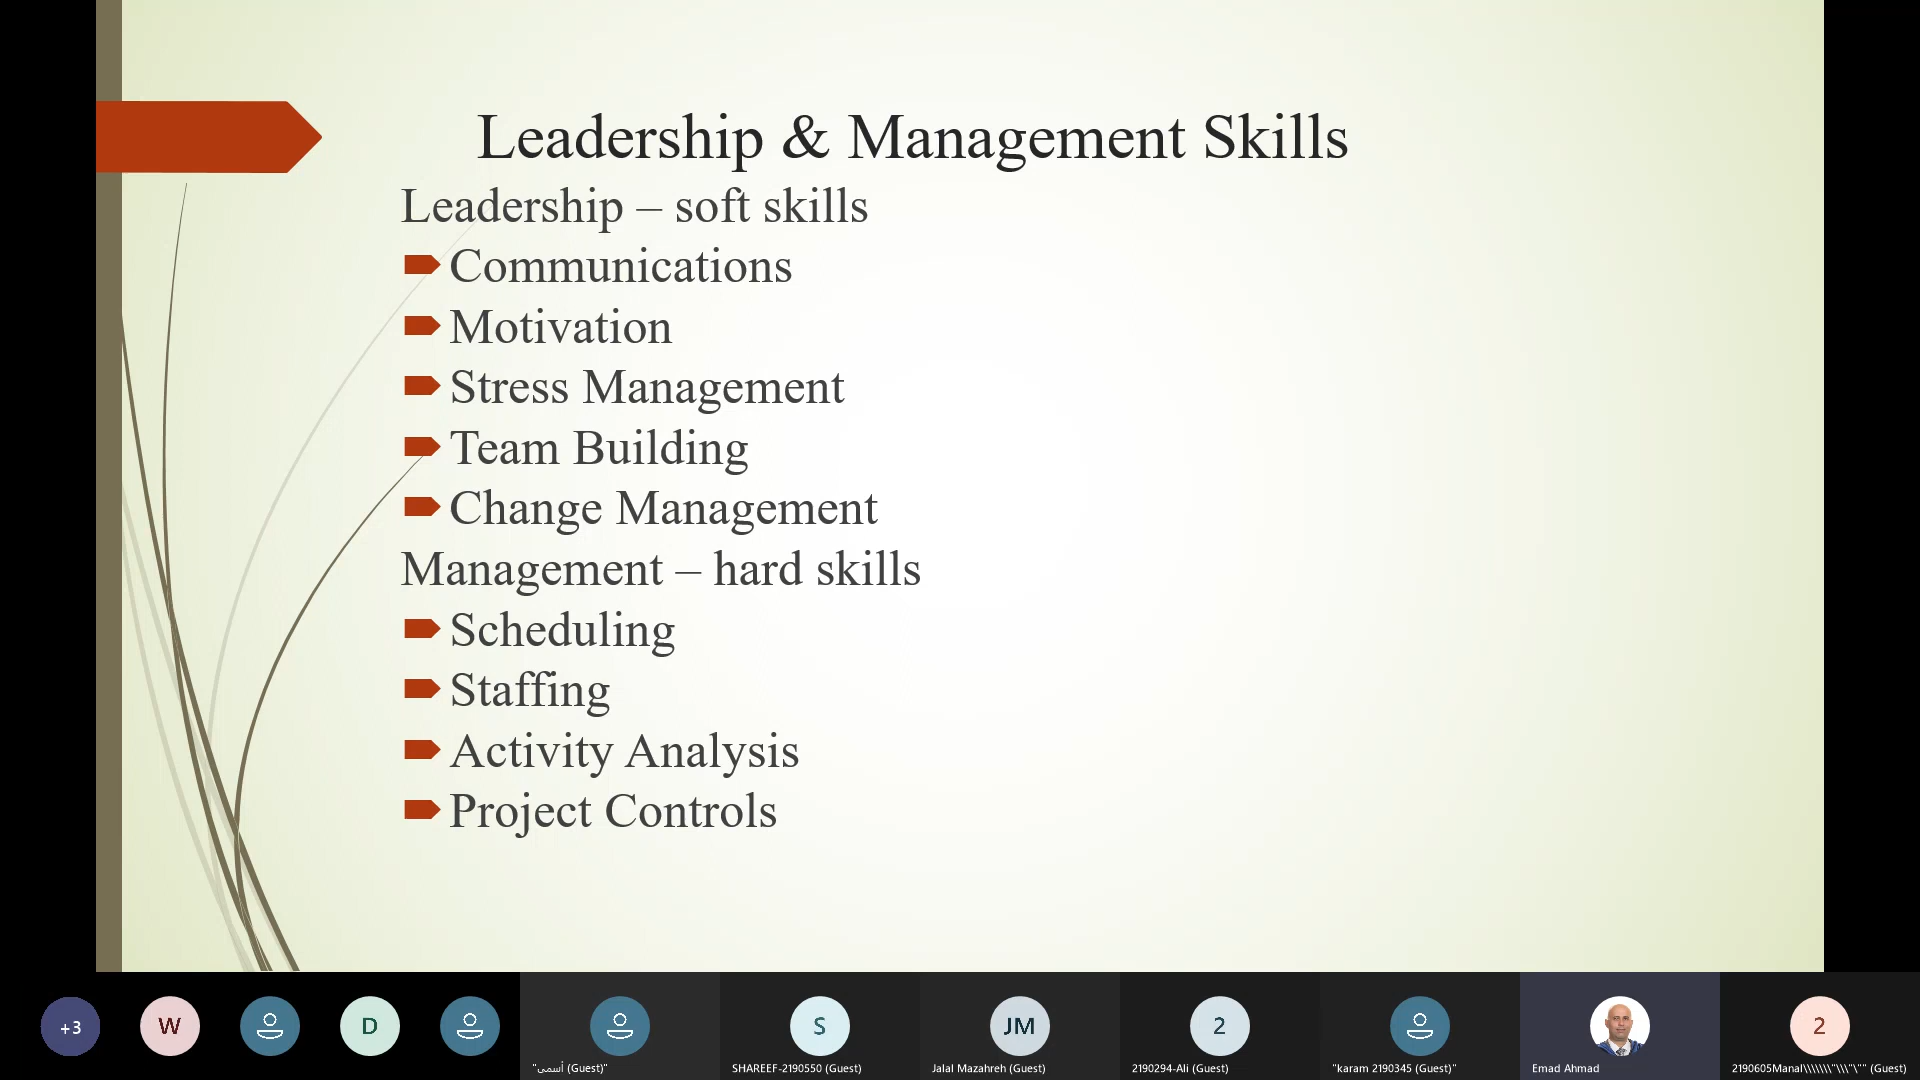 Leadership & Management Skills
Leadership – soft skills
Communications
Motivation
Stress Management
Team Building
Change Management
Management – hard skills
Scheduling
Staffing
Activity Analysis
Project Controls
+3
W
D
S
JM
2
2
"أسمى (Guest)"
SHAREEF-2190550 (Guest)
Jalal Mazahreh (Guest)
2190294-Ali (Guest)
"karam 2190345 (Guest)"
Emad Ahmad
2190605Manal\\\\\\\"\\\"\"" (Guest)